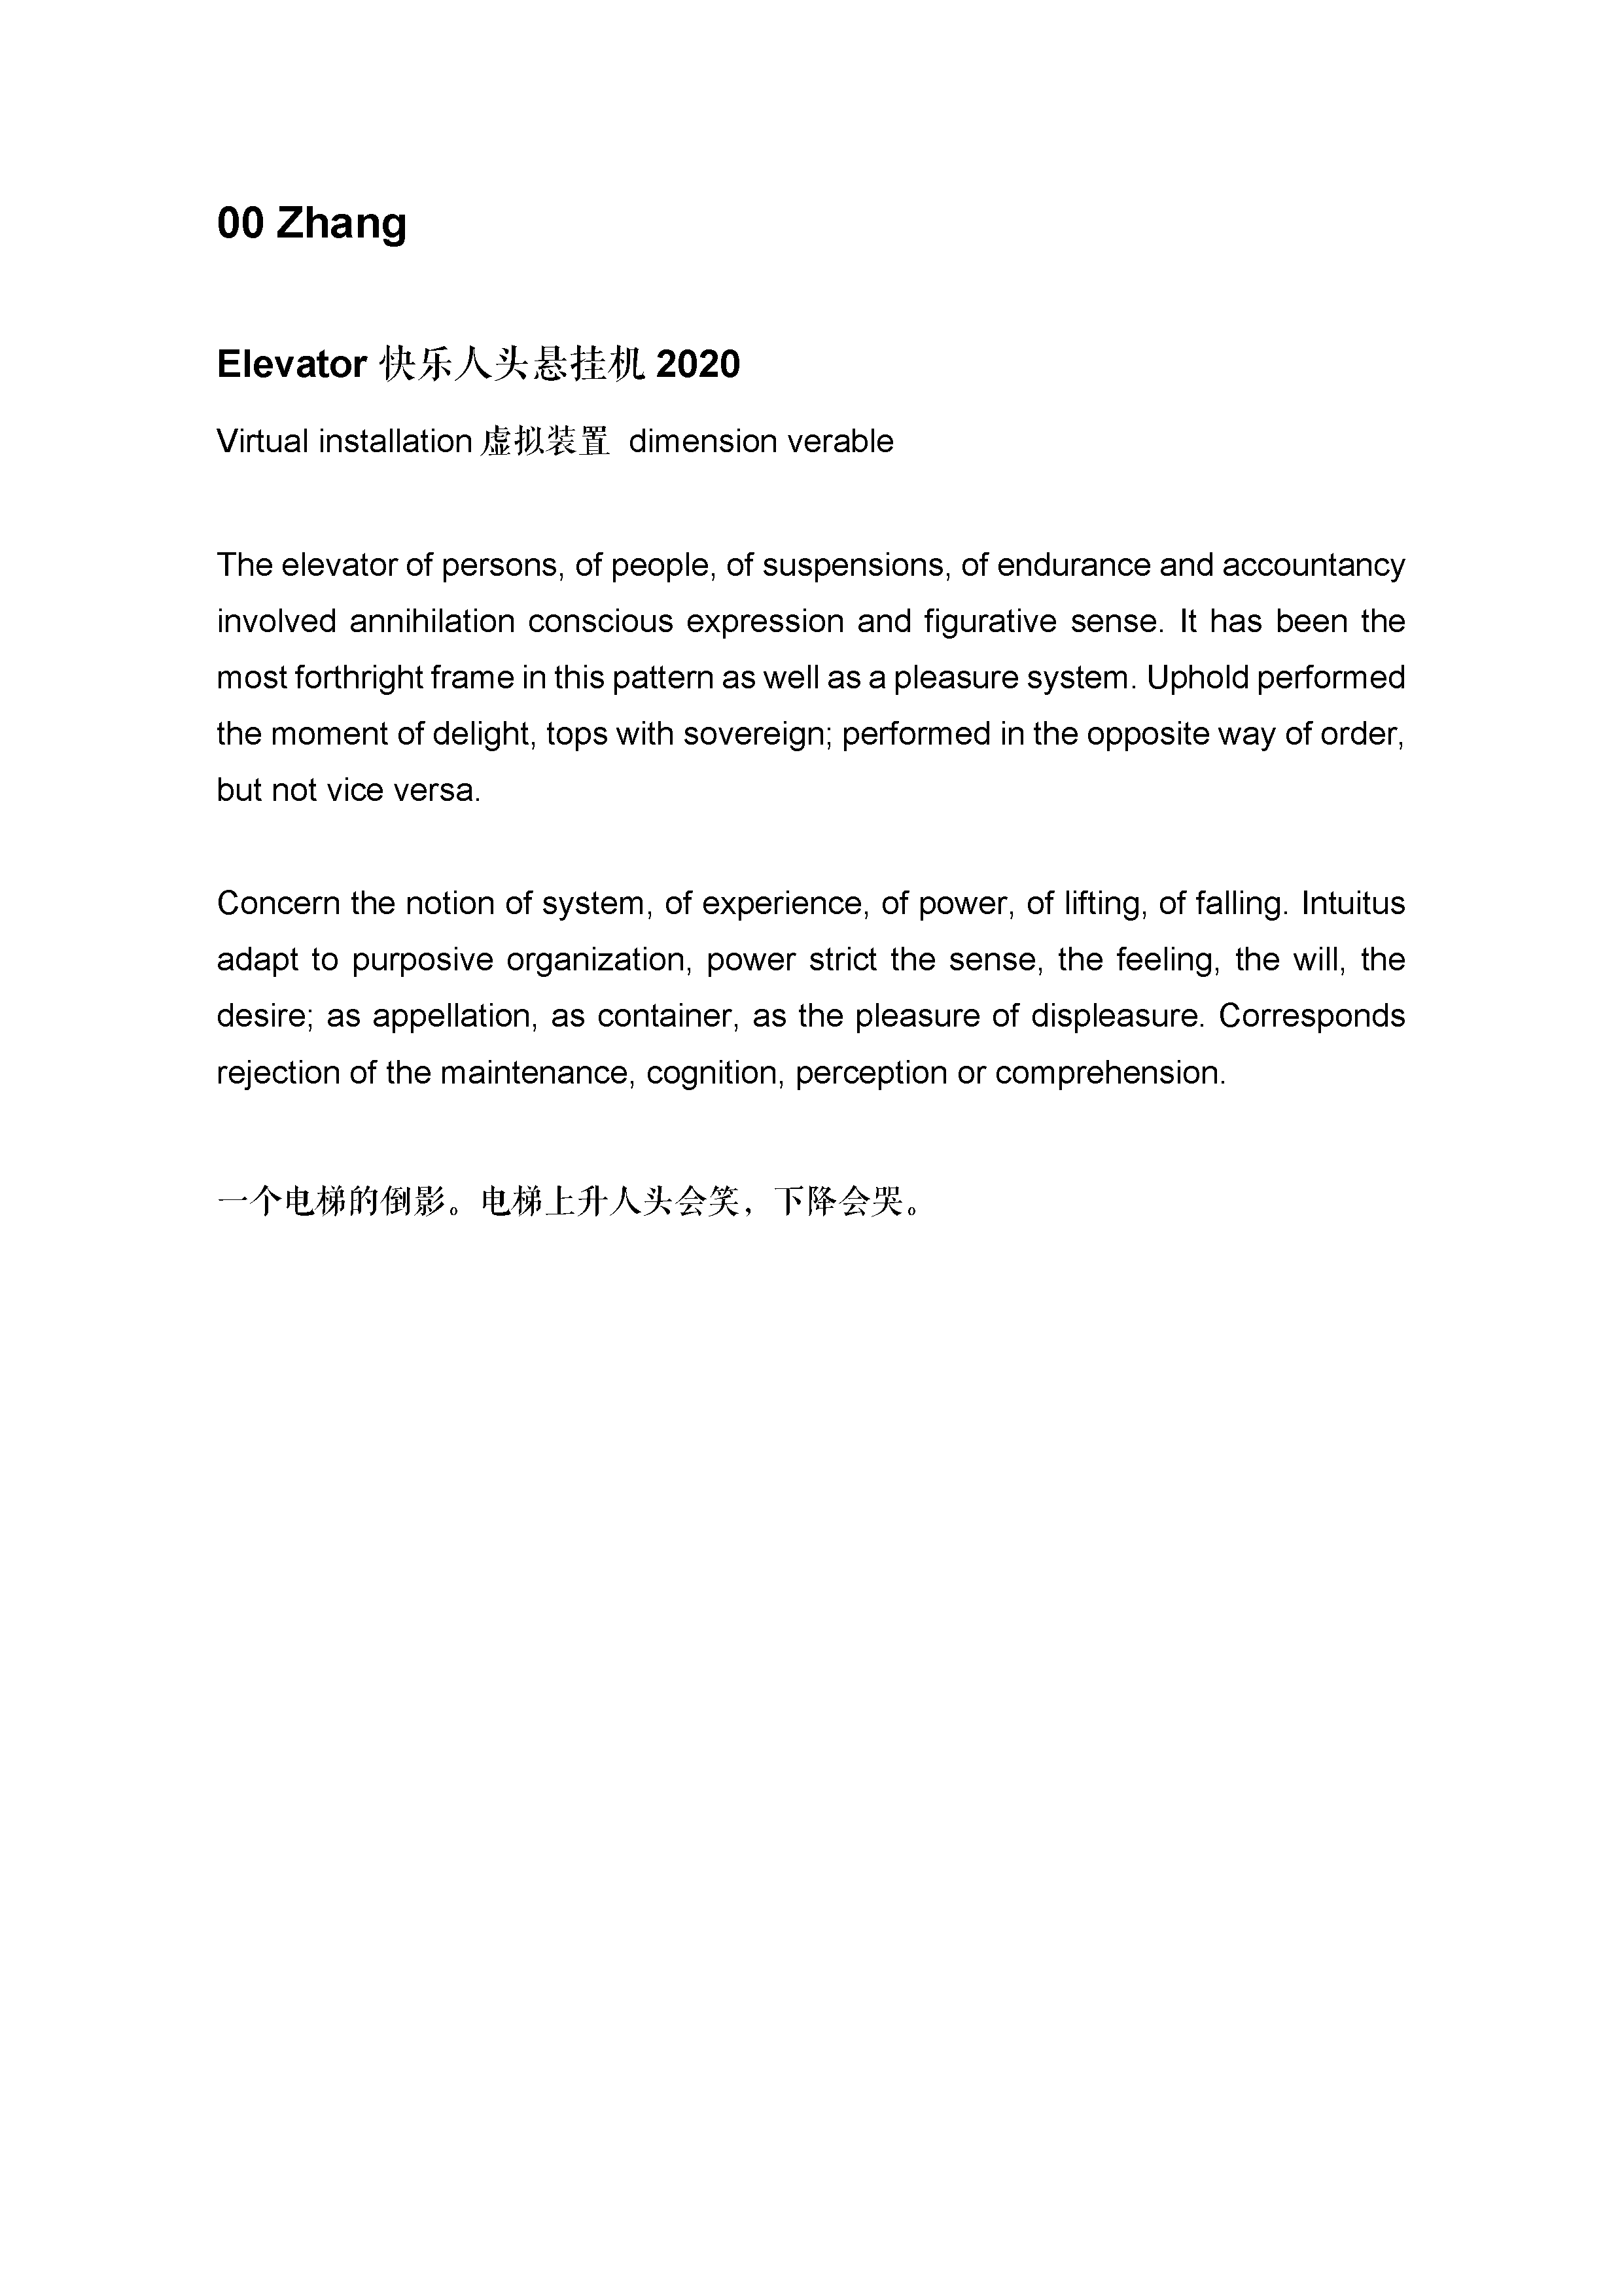 00 Zhang
Elevator 快乐人头悬挂机 2020
Virtual installation 虚拟装置 dimension verable
The elevator of persons, of people, of suspensions, of endurance and accountancy
involved annihilation conscious expression and figurative sense. It has been the
most forthright frame in this pattern as well as a pleasure system. Uphold performed
the moment of delight, tops with sovereign; performed in the opposite way of order,
but not vice versa.
Concern the notion of system, of experience, of power, of lifting, of falling. Intuitus
adapt to purposive organization, power strict the sense, the feeling, the will, the
desire; as appellation, as container, as the pleasure of displeasure. Corresponds
rejection of the maintenance, cognition, perception or comprehension.
一个电梯的倒影。电梯上升人头会笑，下降会哭。